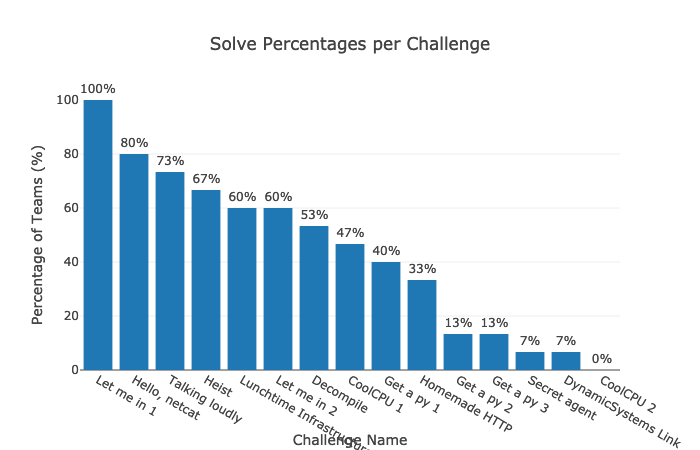 Solve Percentages per Challenge
Percentage of Teams (%)
100
80
60
40
20
0
100%
80%
73%
67%
60%
60%
53%
47%
40%
33%
13%
13%
7%
7%
0%
Let me in 1
Hello, netcat
Talking loudly
Heist
Lunchtime Infrastructure
Let me in 2
Decompile
CoolCPU 1
Get a py 1
Homemade HTTP
Get a py 2
Get a py 3
Secret agent
DynamicSystems Link
CoolCPU 2
Challenge Name